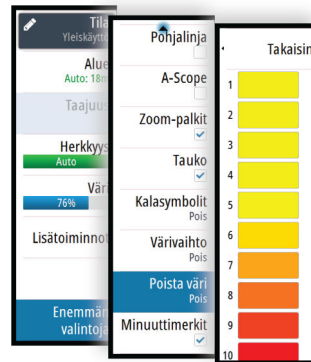 Tila
Yleiskäyttö
Alue
Auto: 18m
Taajuus
Herkkyys
Auto
Väri
76%
Lisätoiminnot
Enemmän
valintoja
Pohjalinja
A-Scope
Zoom-palkit
Tauko
Kalasymbolit
Pois
Värivaihto
Pois
Poista väri
Pois
Minuuttimerkit
Takaisin
1
2
3
4
5
6
7
8
9
10